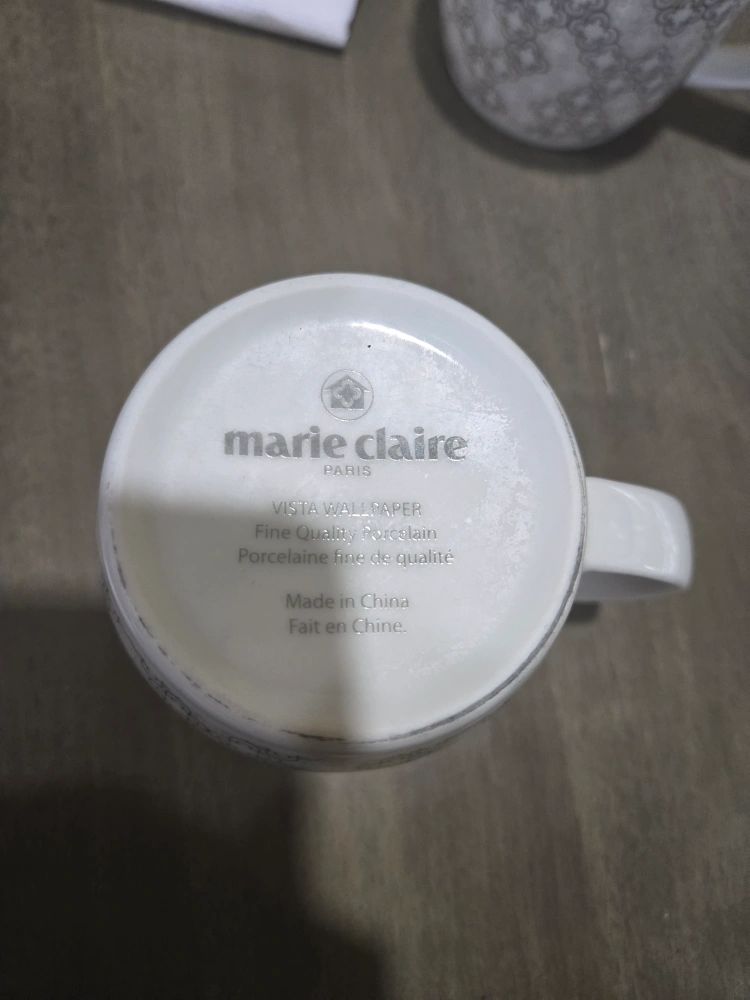 marie claire
PARIS
VISTA WALLPAPER
Fine Quality Porcelain
Porcelaine fine de qualité
Made in China
Fait en Chine.